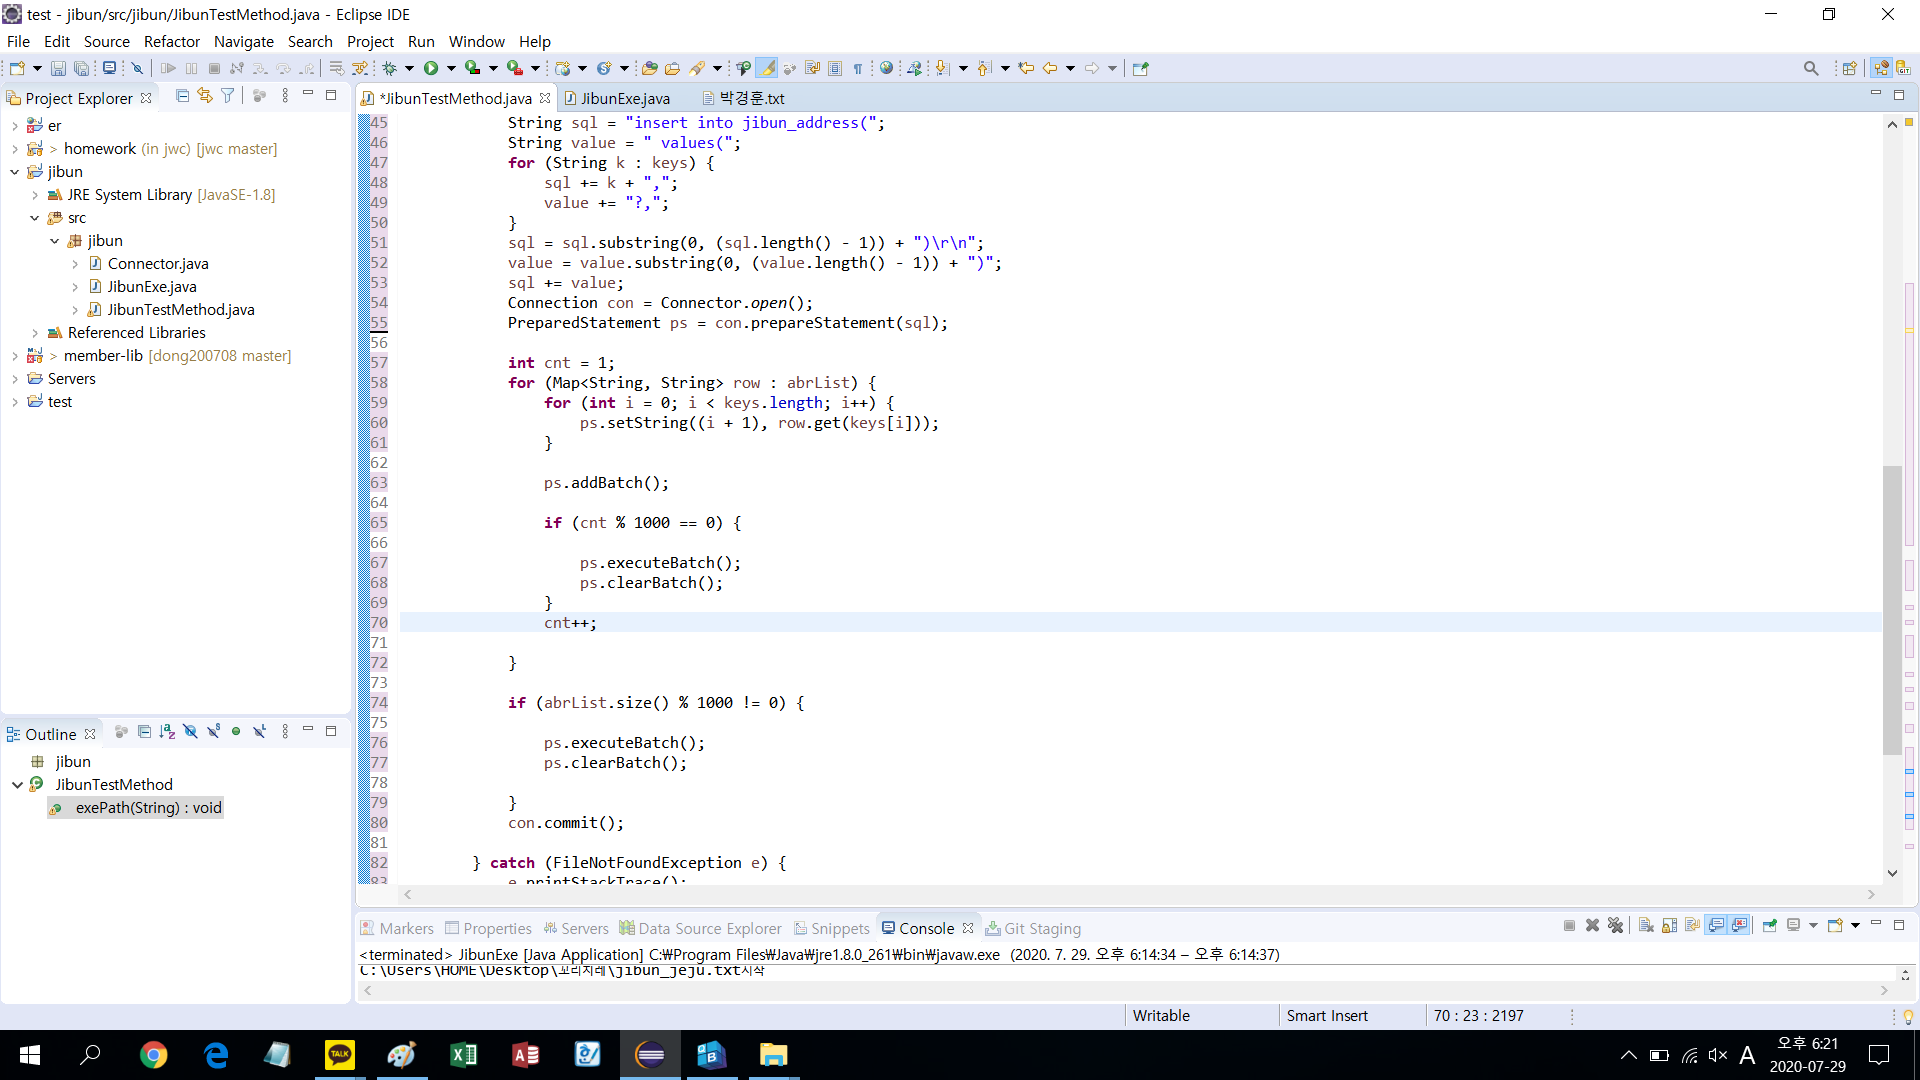 test - jibun/src/jibun/JibunTestMethod.java - Eclipse IDE
File Edit Source Refactor Navigate Search Project Run Window Help
Project Explorer
er
> homework (in jwc) [jwc master]
jibun
JRE System Library [JavaSE-1.8]
src
jibun
Connector.java
JibunExe.java
JibunTestMethod.java
Referenced Libraries
> member-lib [dong200708 master]
Servers
test
Outline
jibun
JibunTestMethod
exePath(String) : void
*JibunTestMethod.java JibunExe.java 박경훈.txt
45 String sql = "insert into jibun_address(";
46 String value = " values(";
47 for (String k : keys) {
48 sql += k + ",";
49 value += "?,";
50 }
51 sql = sql.substring(0, (sql.length() - 1)) + ")\r\n";
52 value = value.substring(0, (value.length() - 1)) + ")";
53 sql += value;
54 Connection con = Connector.open();
55 PreparedStatement ps = con.prepareStatement(sql);
56
57 int cnt = 1;
58 for (Map<String, String> row : abrList) {
59 for (int i = 0; i < keys.length; i++) {
60 ps.setString((i + 1), row.get(keys[i]));
61 }
62
63 ps.addBatch();
64
65 if (cnt % 1000 == 0) {
66
67 ps.executeBatch();
68 ps.clearBatch();
69 }
70 cnt++;
71
72 }
73
74 if (abrList.size() % 1000 != 0) {
75
76 ps.executeBatch();
77 ps.clearBatch();
78
79 }
80 con.commit();
81
82 } catch (FileNotFoundException e) {
83 e.printStackTrace();
Markers Properties Servers Data Source Explorer Snippets Console Git Staging
<terminated> JibunExe [Java Application] C:₩Program Files₩Java₩jre1.8.0_261₩bin₩javaw.exe (2020. 7. 29. 오후 6:14:34 – 오후 6:14:37)
C:\Users\HOME\Desktop\꼬리지레\jibun_jeju.txt시작
Writable Smart Insert 70 : 23 : 2197
TALK
A
오후 6:21
2020-07-29